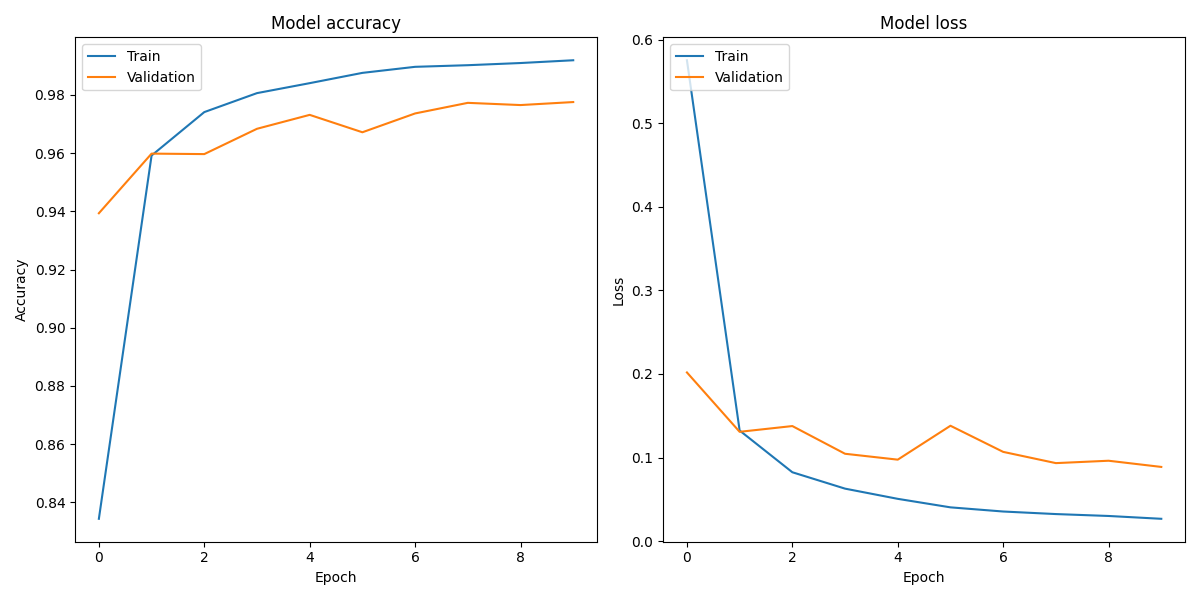 Model accuracy
Train
Validation
0.98
0.96
0.94
0.92
0.90
0.88
0.86
0.84
Accuracy
0
2
4
6
8
Epoch
Model loss
Train
Validation
0.6
0.5
0.4
0.3
0.2
0.1
0.0
Loss
0
2
4
6
8
Epoch